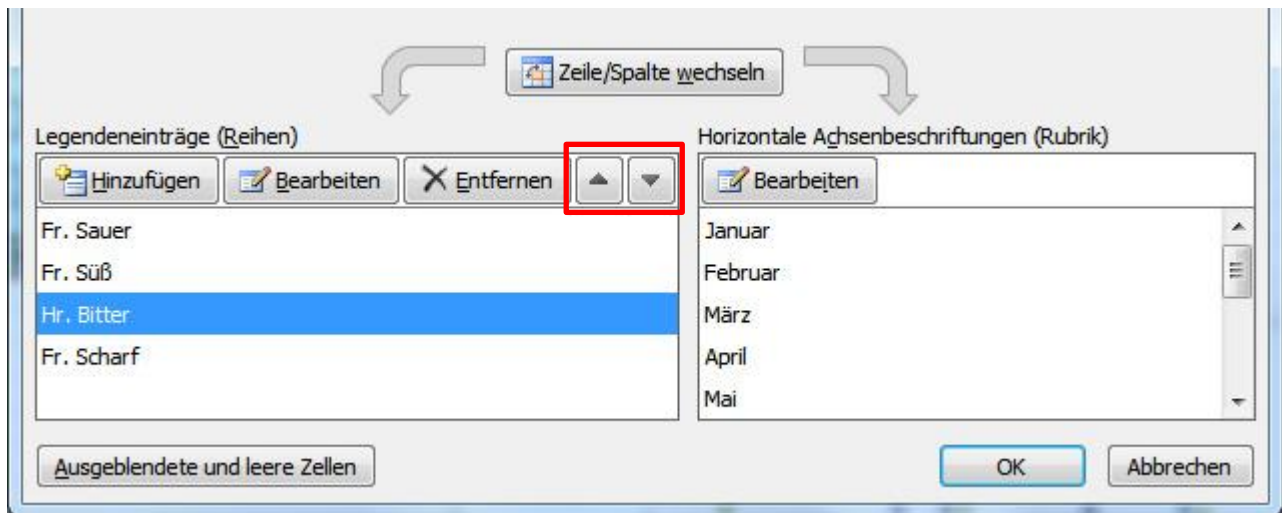 Zeile/Spalte wechseln
Legendeneinträge (Reihen)
Hinzufügen Bearbeiten Entfernen
Fr. Sauer
Fr. Süß
Hr. Bitter
Fr. Scharf
Horizontale Achsenbeschriftungen (Rubrik)
Bearbeiten
Januar
Februar
März
April
Mai
Ausgeblendete und leere Zellen
OK Abbrechen